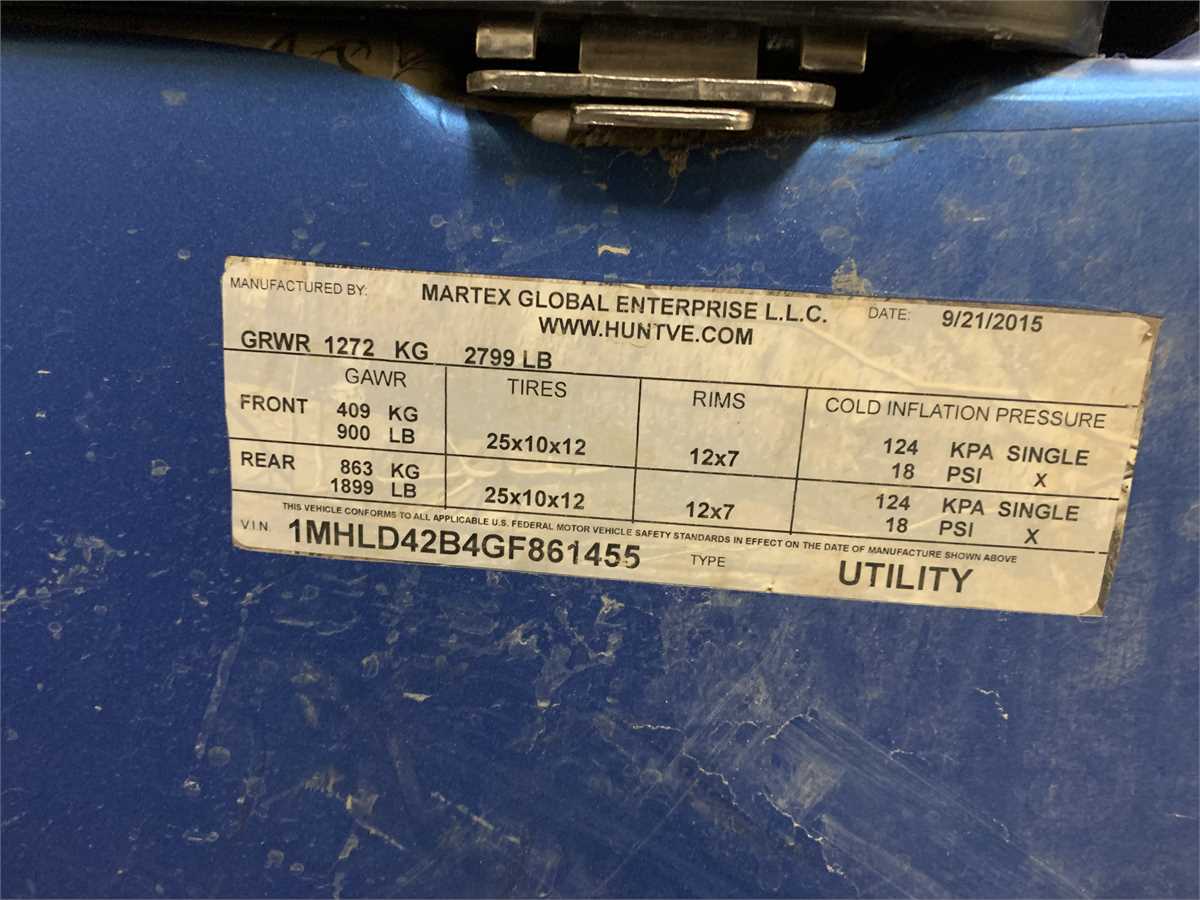 MANUFACTURED BY: MARTEX GLOBAL ENTERPRISE L.L.C. DATE: 9/21/2015
WWW.HUNTVE.COM
GRWR 1272 KG 2799 LB
GAWR TIRES RIMS COLD INFLATION PRESSURE
FRONT 409 KG 25x10x12 12x7 124 KPA SINGLE
900 LB 18 PSI X
REAR 863 KG 25x10x12 12x7 124 KPA SINGLE
1899 LB 18 PSI X
THIS VEHICLE CONFORMS TO ALL APPLICABLE U.S. FEDERAL MOTOR VEHICLE SAFETY STANDARDS IN EFFECT ON THE DATE OF MANUFACTURE SHOWN ABOVE
V.I.N. 1MHLD42B4GF861455 TYPE UTILITY